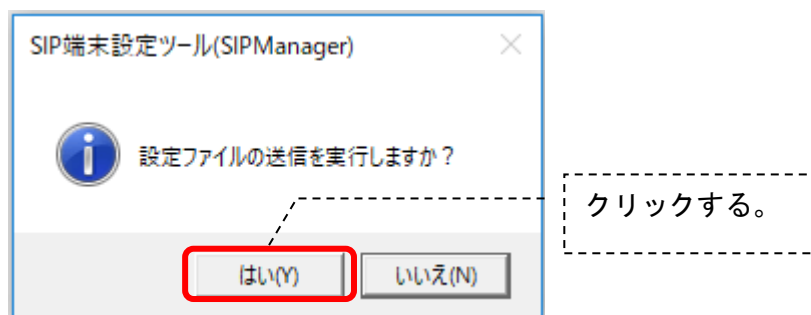 SIP端末設定ツール(SIPManager)
設定ファイルの送信を実行しますか？
クリックする。
はい(Y)
いいえ(N)